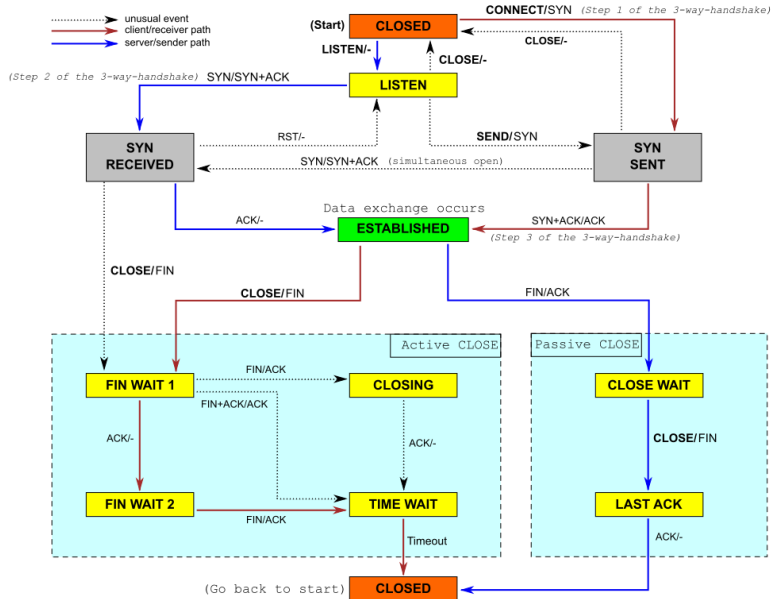 unusual event
client/receiver path
server/sender path
(Start)
CLOSED
CONNECT/SYN (Step 1 of the 3-way-handshake)
CLOSE/-
LISTEN/-
CLOSE/-
(Step 2 of the 3-way-handshake)
SYN/SYN+ACK
LISTEN
RST/-
SEND/SYN
SYN
RECEIVED
SYN
SENT
SYN/SYN+ACK (simultaneous open)
Data exchange occurs
ACK/-
ESTABLISHED
SYN+ACK/ACK
(Step 3 of the 3-way-handshake)
CLOSE/FIN
CLOSE/FIN
FIN/ACK
Active CLOSE
Passive CLOSE
FIN WAIT 1
FIN/ACK
CLOSING
CLOSE WAIT
FIN+ACK/ACK
ACK/-
ACK/-
CLOSE/FIN
FIN WAIT 2
FIN/ACK
TIME WAIT
LAST ACK
Timeout
ACK/-
(Go back to start)
CLOSED